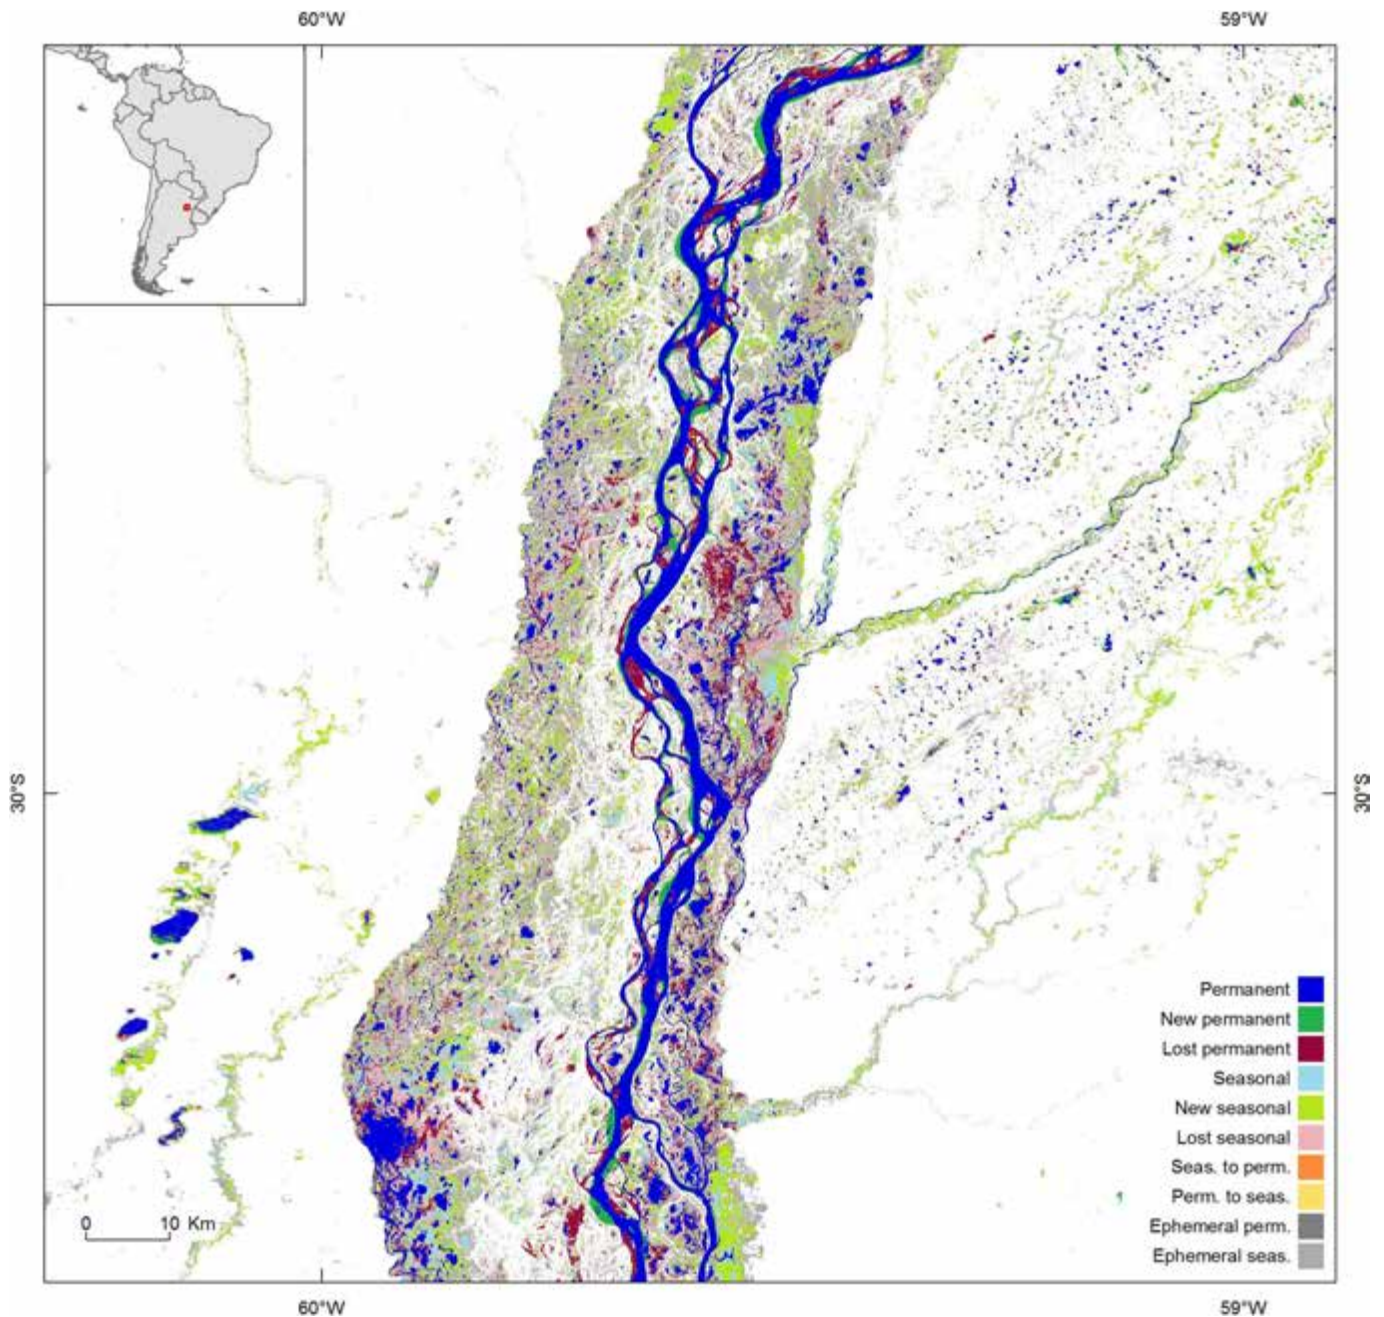 60°W
59°W
30°S
30°S
Permanent
New permanent
Lost permanent
Seasonal
New seasonal
Lost seasonal
Seas. to perm.
Perm. to seas.
Ephemeral perm.
Ephemeral seas.
0 10 Km
60°W
59°W